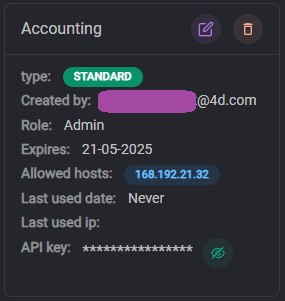 Accounting
type: STANDARD
Created by: @4d.com
Role: Admin
Expires: 21-05-2025
Allowed hosts: 168.192.21.32
Last used date: Never
Last used ip:
API key: ****************